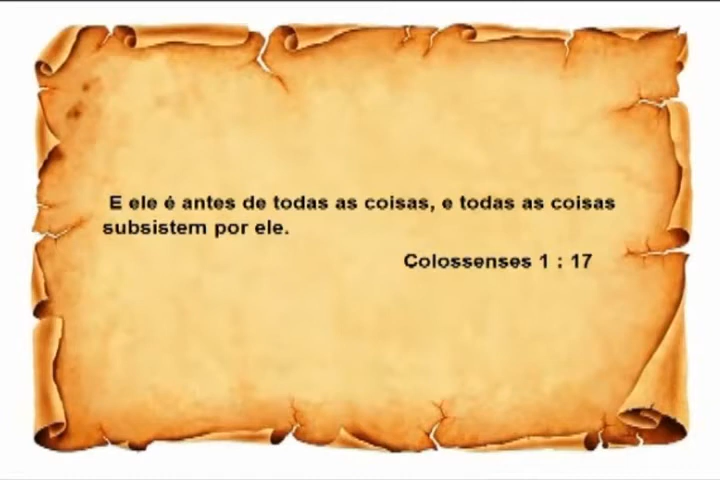 E ele é antes de todas as coisas, e todas as coisas
subsistem por ele.
Colossenses 1 : 17